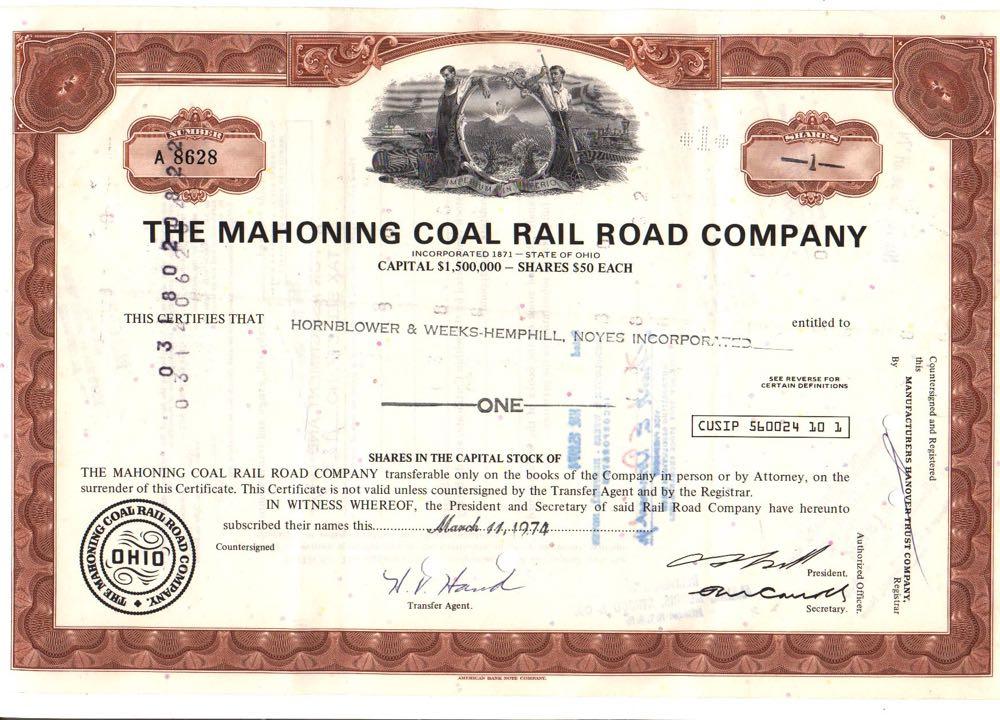 NUMBER
A 8628
SHARES
—1—
IMPERIUM IN IMPERIO
THE MAHONING COAL RAIL ROAD COMPANY
INCORPORATED 1871 — STATE OF OHIO
CAPITAL $1,500,000 — SHARES $50 EACH
THIS CERTIFIES THAT
HORNBLOWER & WEEKS-HEMPHILL, NOYES INCORPORATED
entitled to
SEE REVERSE FOR
CERTAIN DEFINITIONS
ONE
CUSIP 560024 10 1
SHARES IN THE CAPITAL STOCK OF
THE MAHONING COAL RAIL ROAD COMPANY transferable only on the books of the Company in person or by Attorney, on the
surrender of this Certificate. This Certificate is not valid unless countersigned by the Transfer Agent and by the Registrar.
IN WITNESS WHEREOF, the President and Secretary of said Rail Road Company have hereunto
subscribed their names this March 11, 1974
Countersigned
THE MAHONING COAL RAIL ROAD COMPANY.
OHIO
Transfer Agent.
President.
Secretary.
Countersigned and Registered
this
MANUFACTURERS HANOVER TRUST COMPANY,
Registrar
By
Authorized Officer.
AMERICAN BANK NOTE COMPANY.